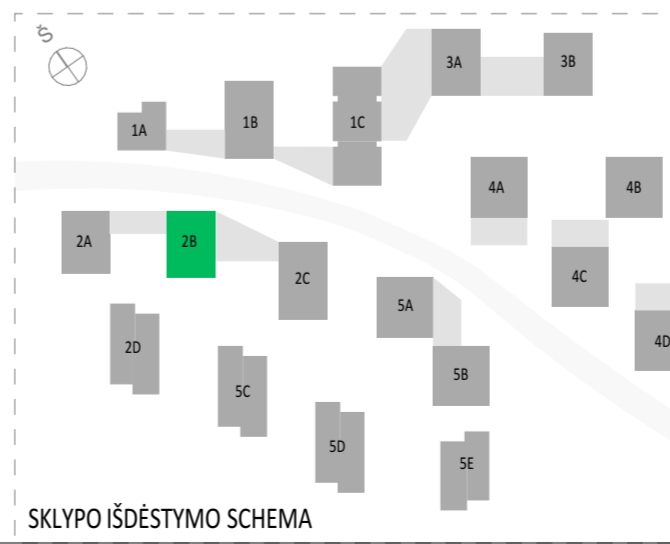 Š
3A
3B
1A
1B
1C
4A
4B
2A
2B
2C
4C
5A
2D
4D
5B
5C
5D
5E
SKLYPO IŠDĖSTYMO SCHEMA